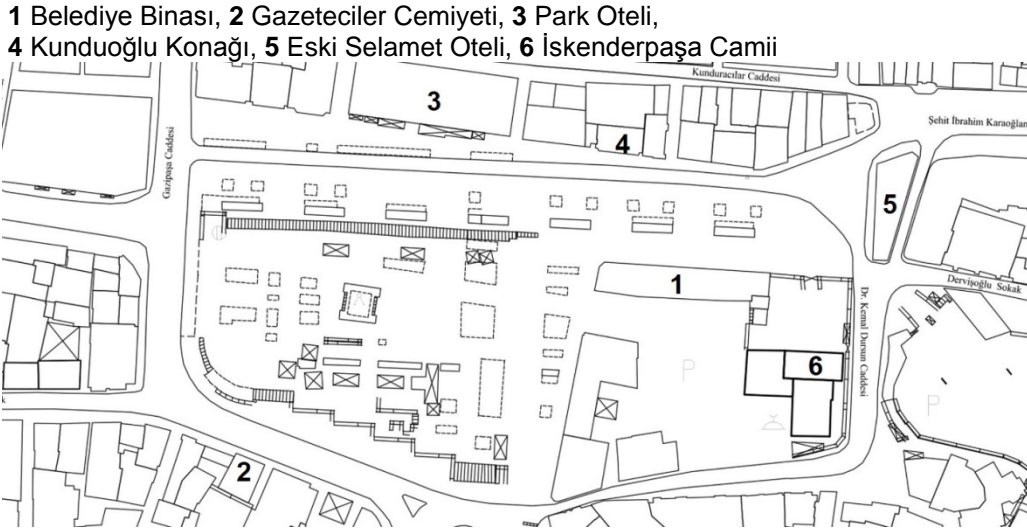 1 Belediye Binası, 2 Gazeteciler Cemiyeti, 3 Park Oteli,
4 Kunduoğlu Konağı, 5 Eski Selamet Oteli, 6 İskenderpaşa Camii
Kunduracılar Caddesi
3
Şehit İbrahim Karaoğlan
4
Gazipaşa Caddesi
5
1
Dervişoğlu Sokak
Dr. Kemal Dursun Caddesi
6
P
P
2